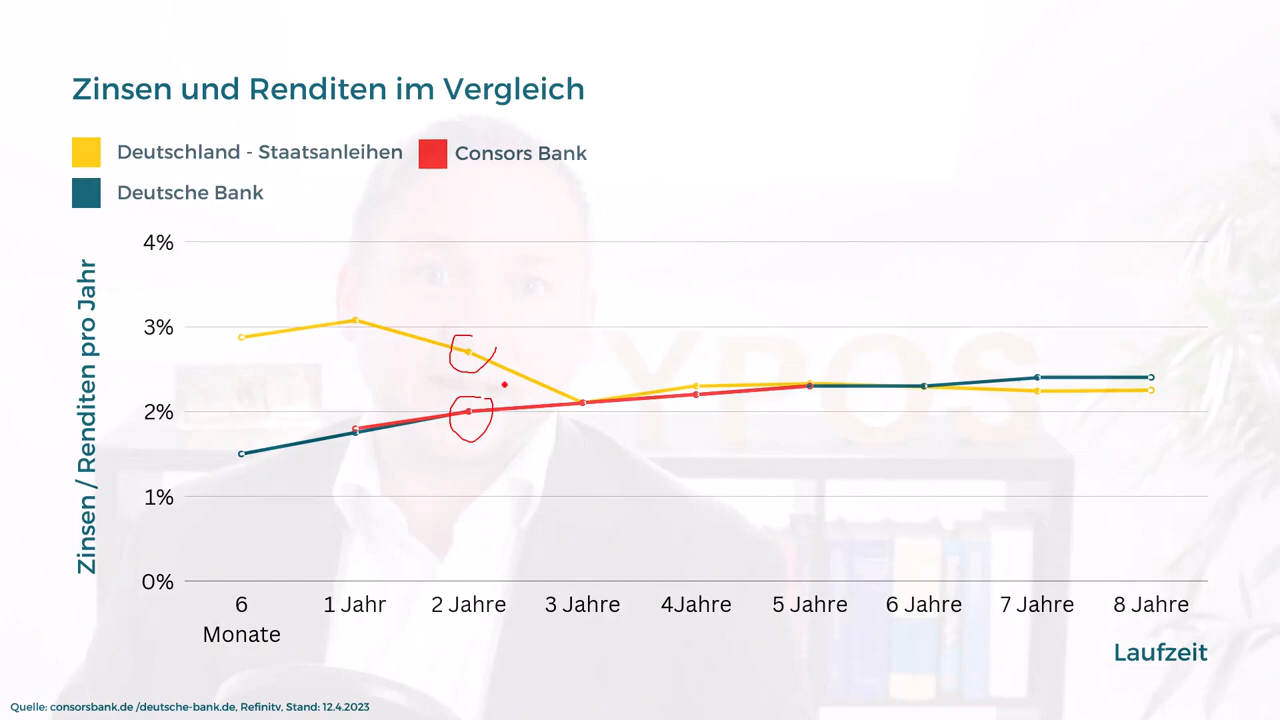 Zinsen und Renditen im Vergleich
Deutschland - Staatsanleihen
Consors Bank
Deutsche Bank
Zinsen / Renditen pro Jahr
4%
3%
2%
1%
0%
6 Monate
1 Jahr
2 Jahre
3 Jahre
4Jahre
5 Jahre
6 Jahre
7 Jahre
8 Jahre
Laufzeit
YPOS
Quelle: consorsbank.de /deutsche-bank.de, Refinitv, Stand: 12.4.2023